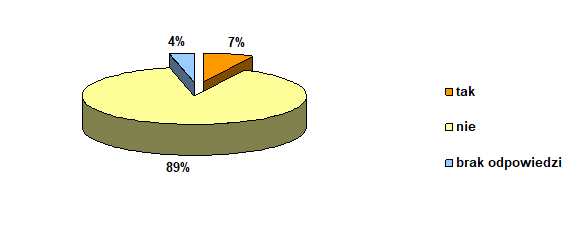 4%
7%
89%
tak
nie
brak odpowiedzi